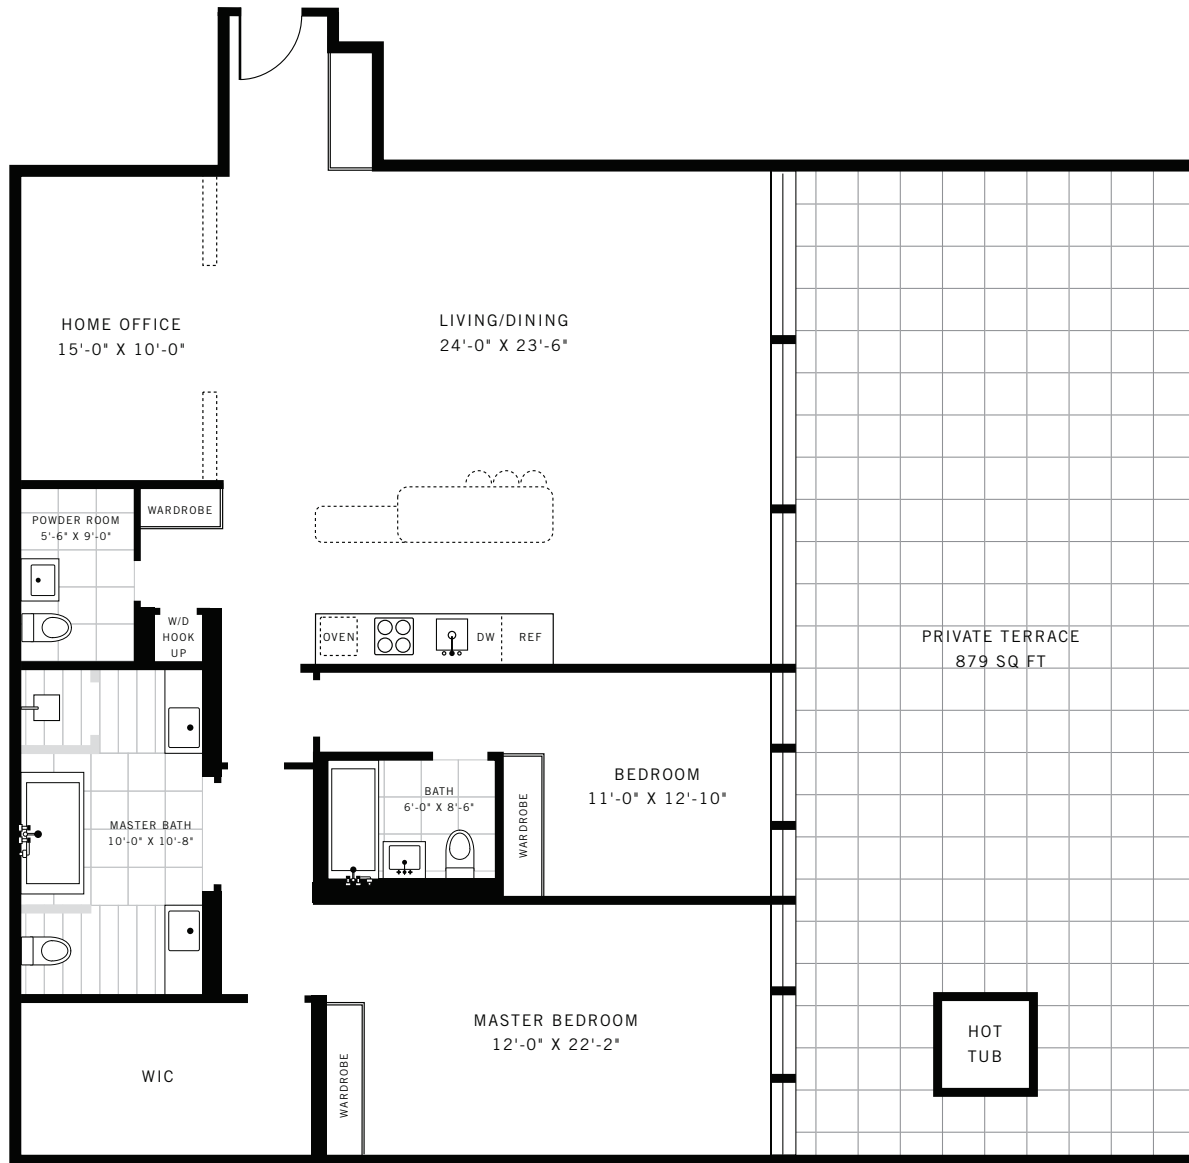 HOME OFFICE
15'-0" X 10'-0"
LIVING/DINING
24'-0" X 23'-6"
POWDER ROOM
5'-6" X 9'-0"
WARDROBE
W/D
HOOK
UP
OVEN
DW
REF
PRIVATE TERRACE
879 SQ FT
BEDROOM
11'-0" X 12'-10"
BATH
6'-0" X 8'-6"
WARDROBE
MASTER BATH
10'-0" X 10'-8"
MASTER BEDROOM
12'-0" X 22'-2"
HOT
TUB
WIC
WARDROBE